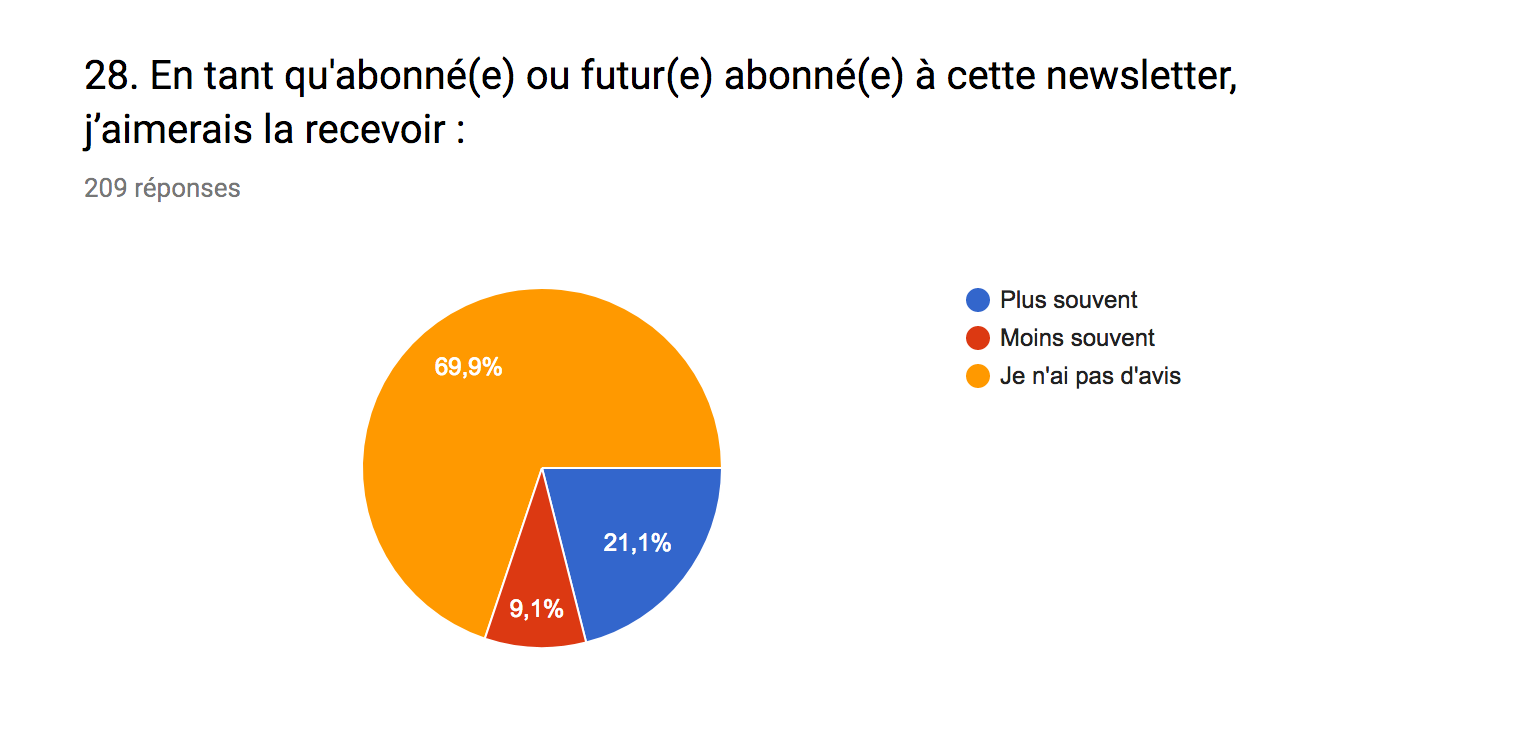 28. En tant qu'abonné(e) ou futur(e) abonné(e) à cette newsletter,
j’aimerais la recevoir :
209 réponses
Plus souvent
Moins souvent
Je n'ai pas d'avis
69,9%
21,1%
9,1%